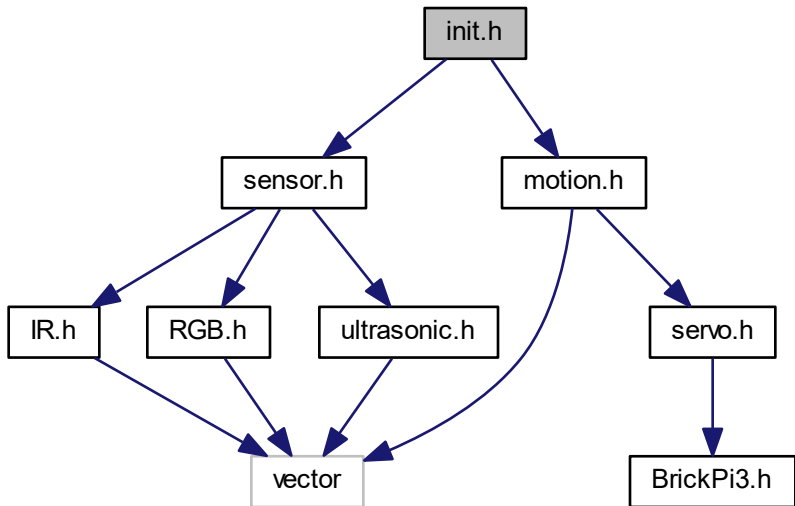 init.h
sensor.h
motion.h
IR.h
RGB.h
ultrasonic.h
servo.h
vector
BrickPi3.h